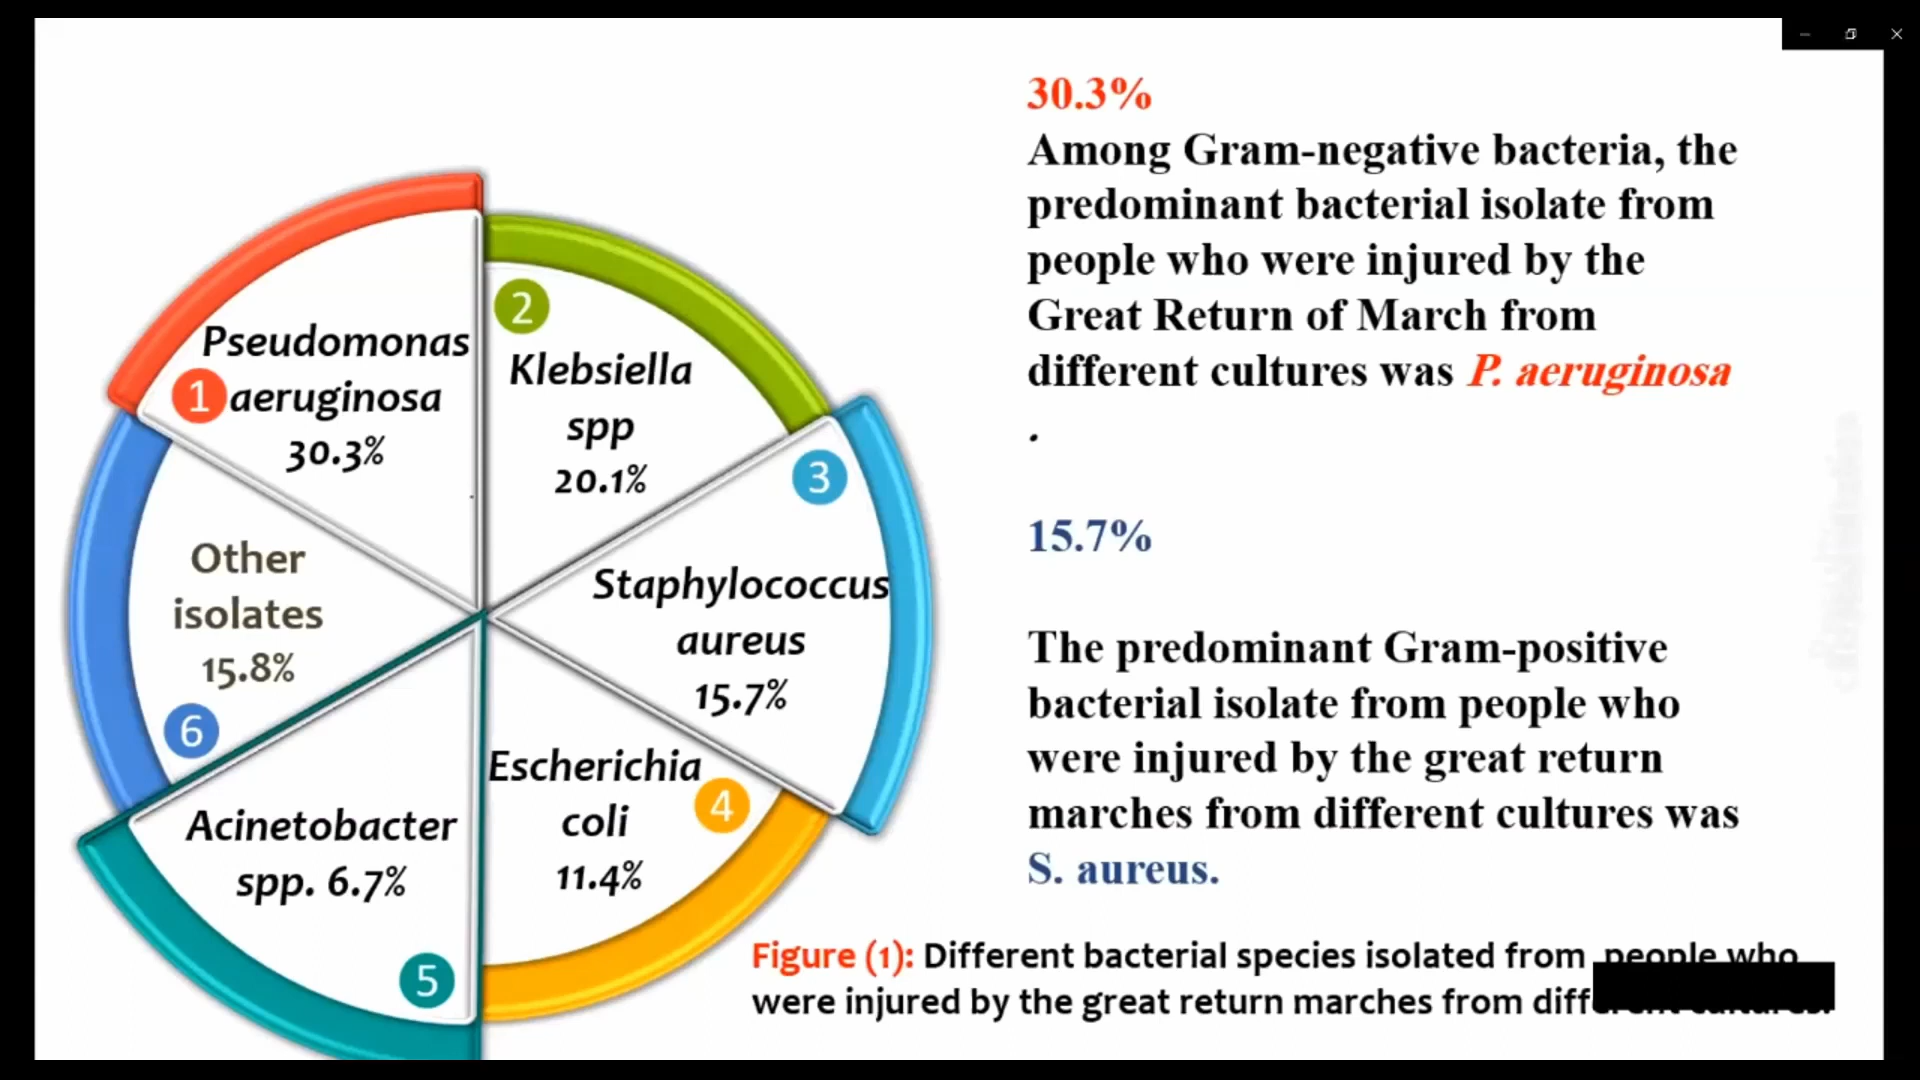 30.3%
Among Gram-negative bacteria, the
predominant bacterial isolate from
people who were injured by the
Great Return of March from
different cultures was P. aeruginosa
.
15.7%
The predominant Gram-positive
bacterial isolate from people who
were injured by the great return
marches from different cultures was
S. aureus.
1
Pseudomonas
aeruginosa
30.3%
2
Klebsiella
spp
20.1%
3
Staphylococcus
aureus
15.7%
Escherichia
coli
11.4%
4
Acinetobacter
spp. 6.7%
5
Other
isolates
15.8%
6
Figure (1): Different bacterial species isolated from people who
were injured by the great return marches from different cultures.